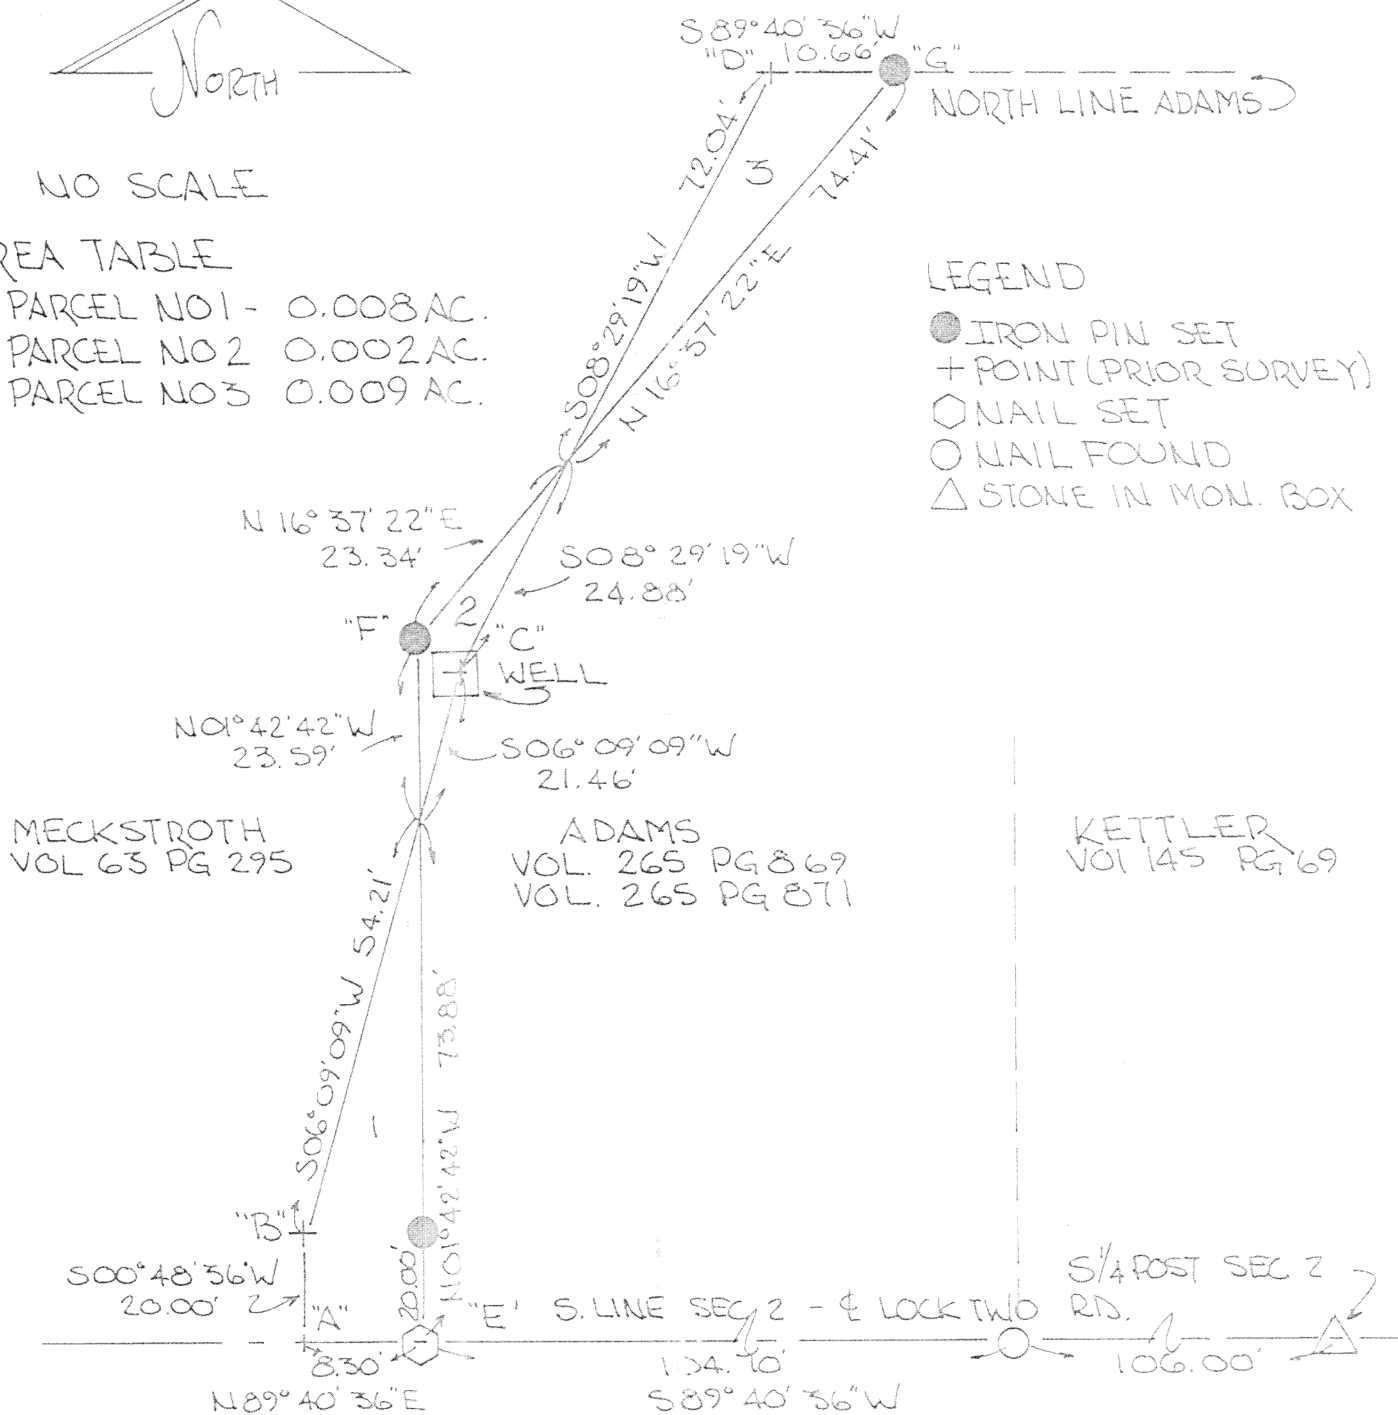 S89°40'36"W
"D" 10.66' "G"
NORTH
NORTH LINE ADAMS
72.04'
3
74.41'
NO SCALE
REA TABLE
PARCEL NO1 - 0.008 AC.
PARCEL NO2 0.002 AC.
PARCEL NO3 0.009 AC.
S08°29'19"W
N 16°37'22"E
LEGEND
IRON PIN SET
POINT (PRIOR SURVEY)
NAIL SET
NAIL FOUND
STONE IN MON. BOX
N 16°37'22"E
23.34'
S08°29'19"W
24.88'
2
"F"
"C"
WELL
N01°42'42"W
23.59'
S06°09'09"W
21.46'
MECKSTROTH
VOL 63 PG 295
ADAMS
VOL. 265 PG 869
VOL. 265 PG 871
KETTLER
VOL 145 PG 69
S06°09'09"W 54.21'
N01°42'42"W 73.88'
1
"B"
S00°48'36"W
20.00'
"A"
20.00'
"E" S. LINE SEC 2 - ℄ LOCK TWO RD.
S 1/4 POST SEC 2
8.30'
N89°40'36"E
S89°40'36"W
106.00'